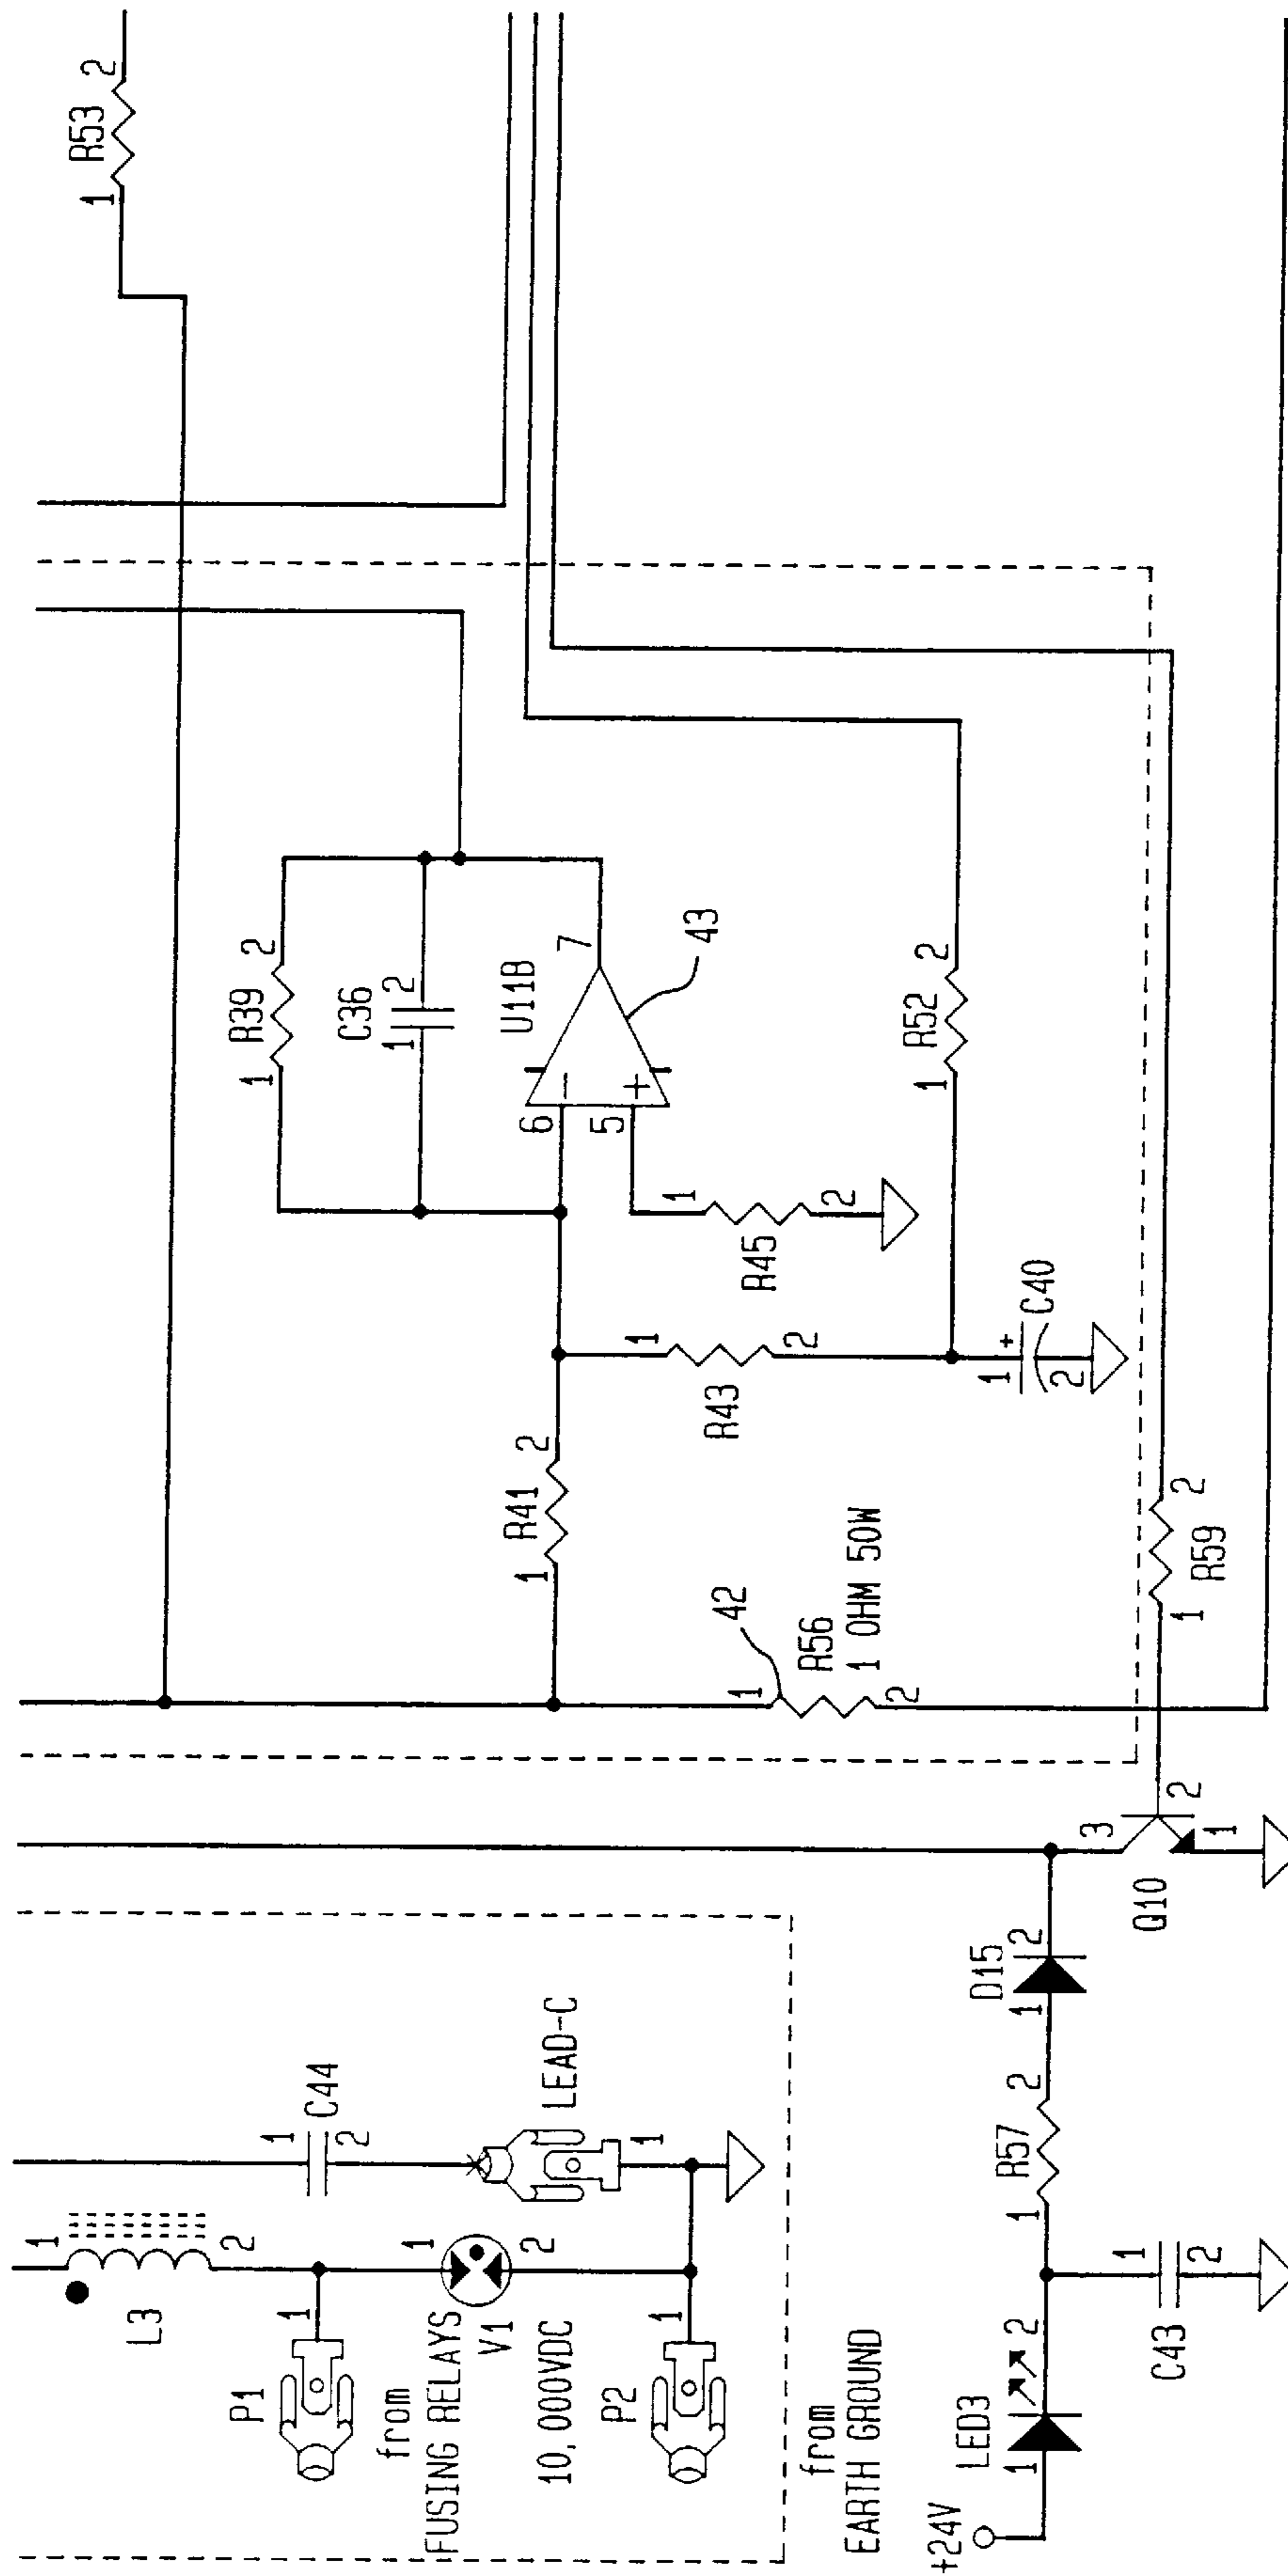 L3
1
2
P1
1
from
FUSING RELAYS
V1
1
2
10,000VDC
P2
1
C44
1
2
LEAD-C
1
from
EARTH GROUND
+24V
LED3
1
2
C43
1
2
R57
1
2
D15
1
2
Q10
3
2
1
R59
1
2
42
R56
1 OHM 50W
1
2
R41
1
2
R43
1
2
C40
1
+
2
R45
1
2
R52
1
2
U11B
6
5
7
−
+
43
C36
1
2
R39
1
2
R53
1
2